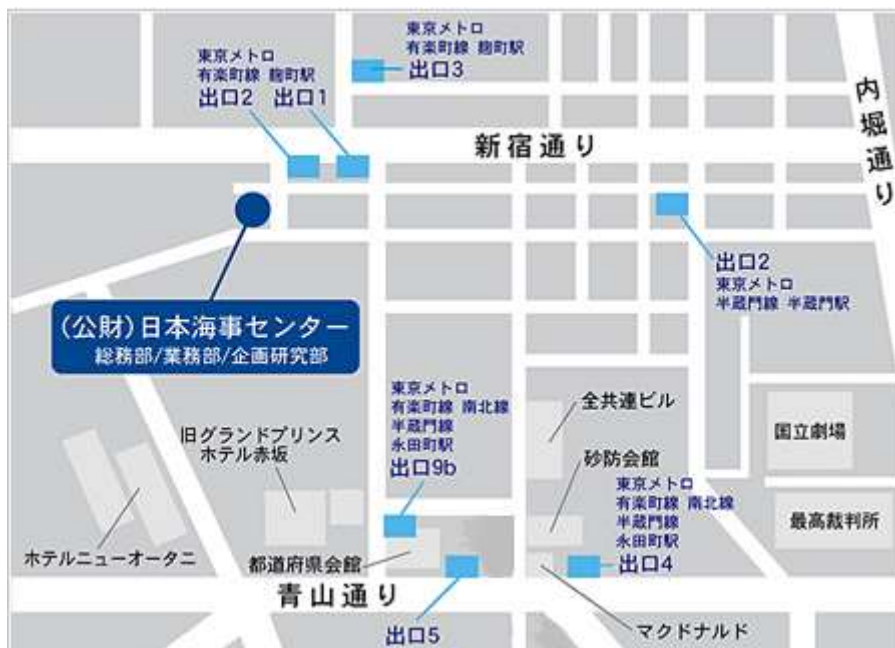 東京メトロ
有楽町線 麹町駅
出口3
東京メトロ
有楽町線 麹町駅
出口2 出口1
内堀通り
新宿通り
出口2
東京メトロ
半蔵門線 半蔵門駅
(公財)日本海事センター
総務部/業務部/企画研究部
東京メトロ
有楽町線 南北線
半蔵門線
永田町駅
出口9b
全共連ビル
国立劇場
旧グランドプリンス
ホテル赤坂
砂防会館
東京メトロ
有楽町線 南北線
半蔵門線
永田町駅
出口4
最高裁判所
ホテルニューオータニ
都道府県会館
青山通り
出口5
マクドナルド